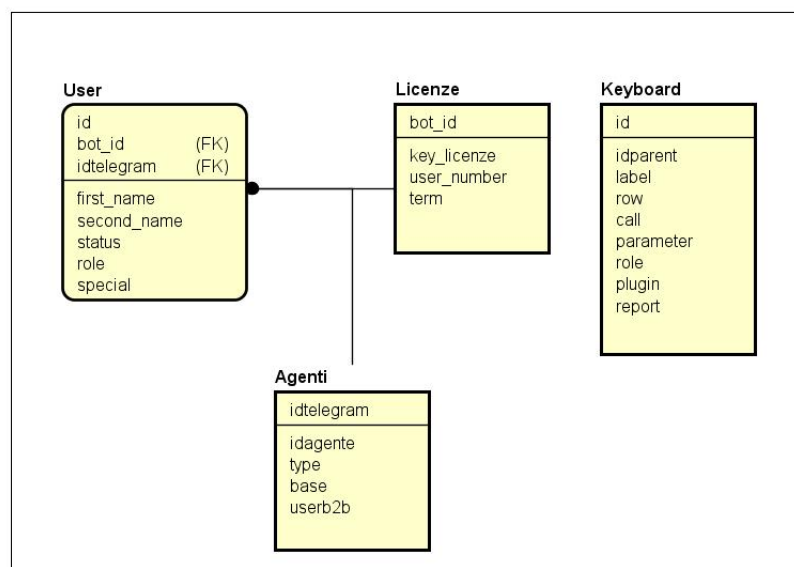 User
id
bot_id (FK)
idtelegram (FK)
first_name
second_name
status
role
special
Licenze
bot_id
key_licenze
user_number
term
Keyboard
id
idparent
label
row
call
parameter
role
plugin
report
Agenti
idtelegram
idagente
type
base
userb2b